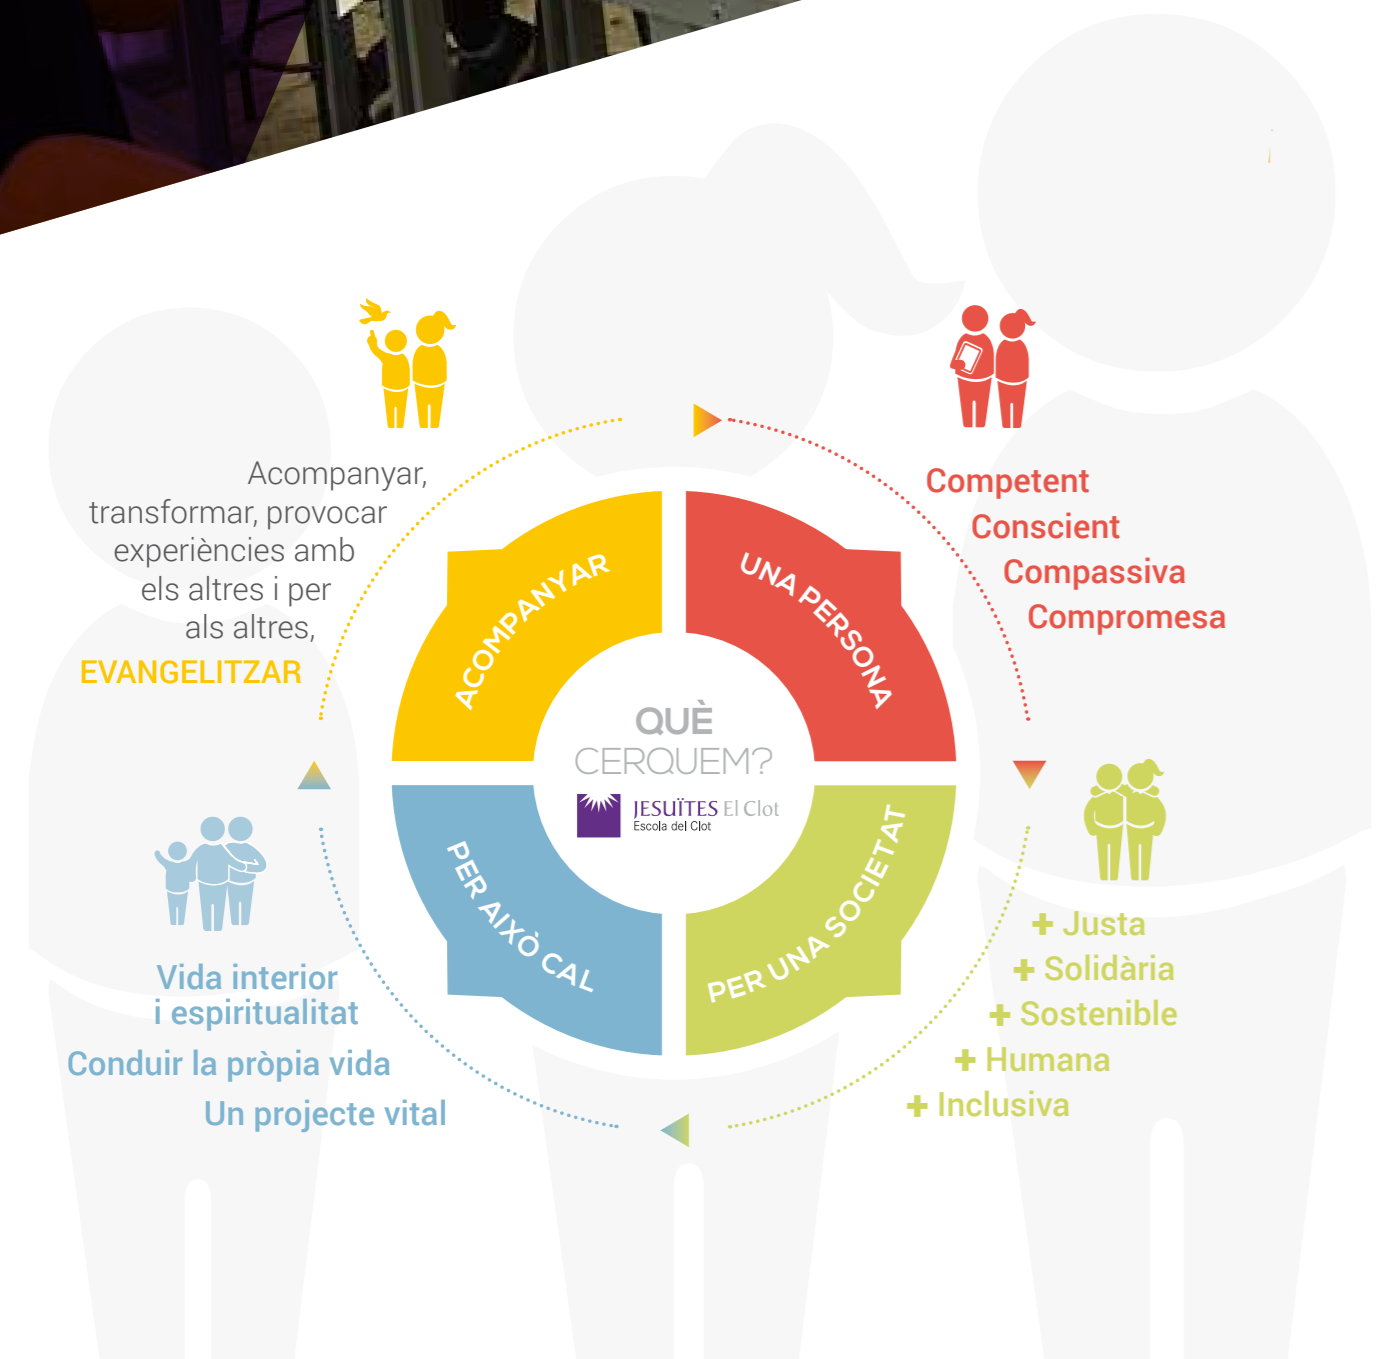 Acompanyar,
transformar, provocar
experiències amb
els altres i per
als altres,
EVANGELITZAR
ACOMPANYAR
UNA PERSONA
Competent
Conscient
Compassiva
Compromesa
QUÈ
CERQUEM?
JESUÏTES El Clot
Escola del Clot
PER UNA SOCIETAT
+ Justa
+ Solidària
+ Sostenible
+ Humana
+ Inclusiva
PER AIXÒ CAL
Vida interior
i espiritualitat
Conduir la pròpia vida
Un projecte vital